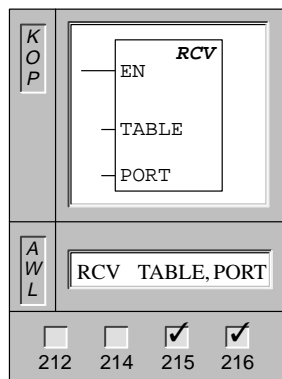 K
O
P
RCV
EN
TABLE
PORT
A
W
L
RCV TABLE, PORT
212 214 215 216